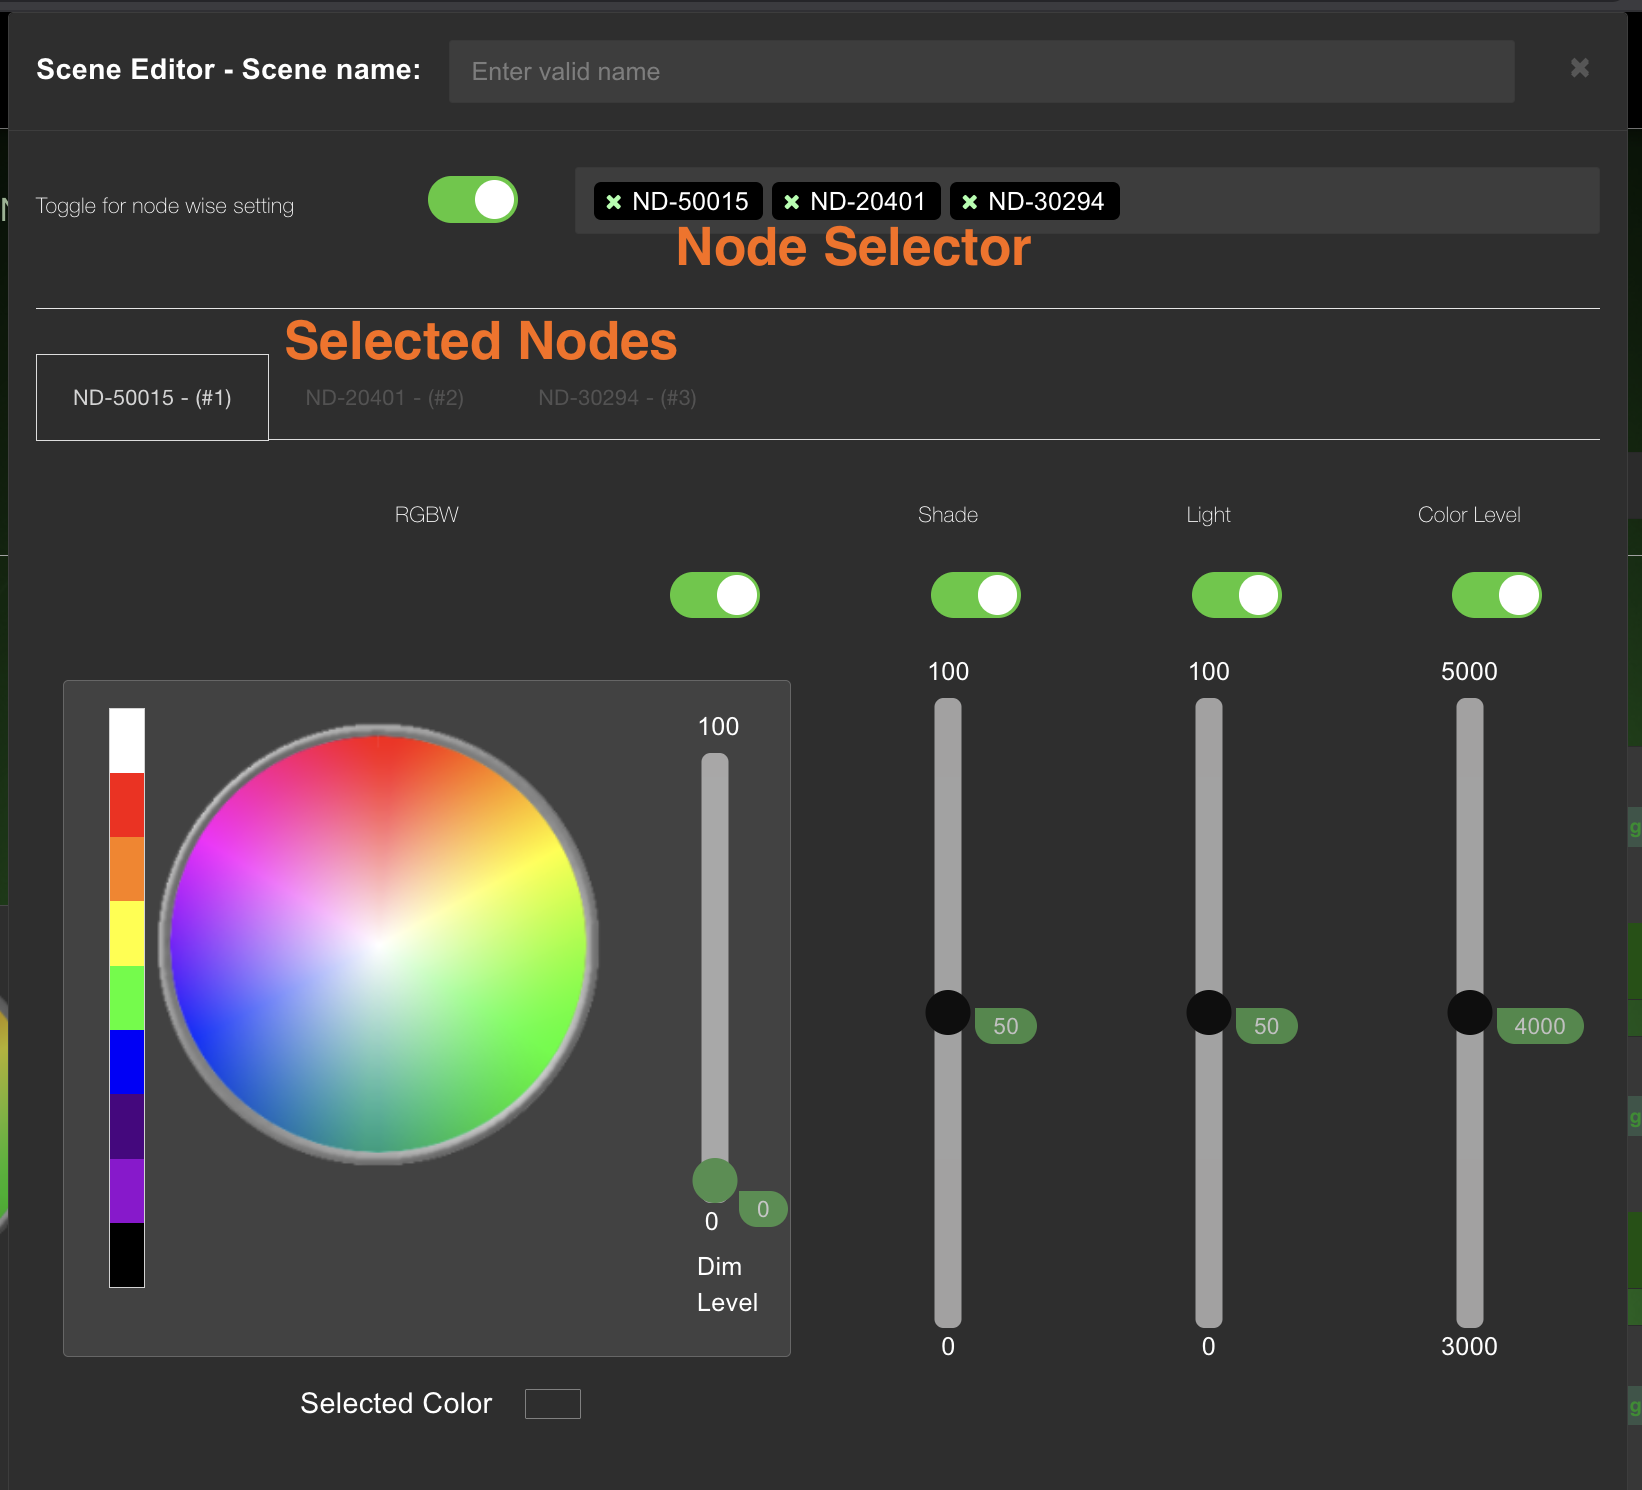 Scene Editor - Scene name:
Enter valid name
Toggle for node wise setting
ND-50015
ND-20401
ND-30294
Node Selector
Selected Nodes
ND-50015 - (#1)
ND-20401 - (#2)
ND-30294 - (#3)
RGBW
Shade
Light
Color Level
100
100
5000
100
50
50
4000
0
0
Dim
Level
0
0
3000
Selected Color
N
g
g
g